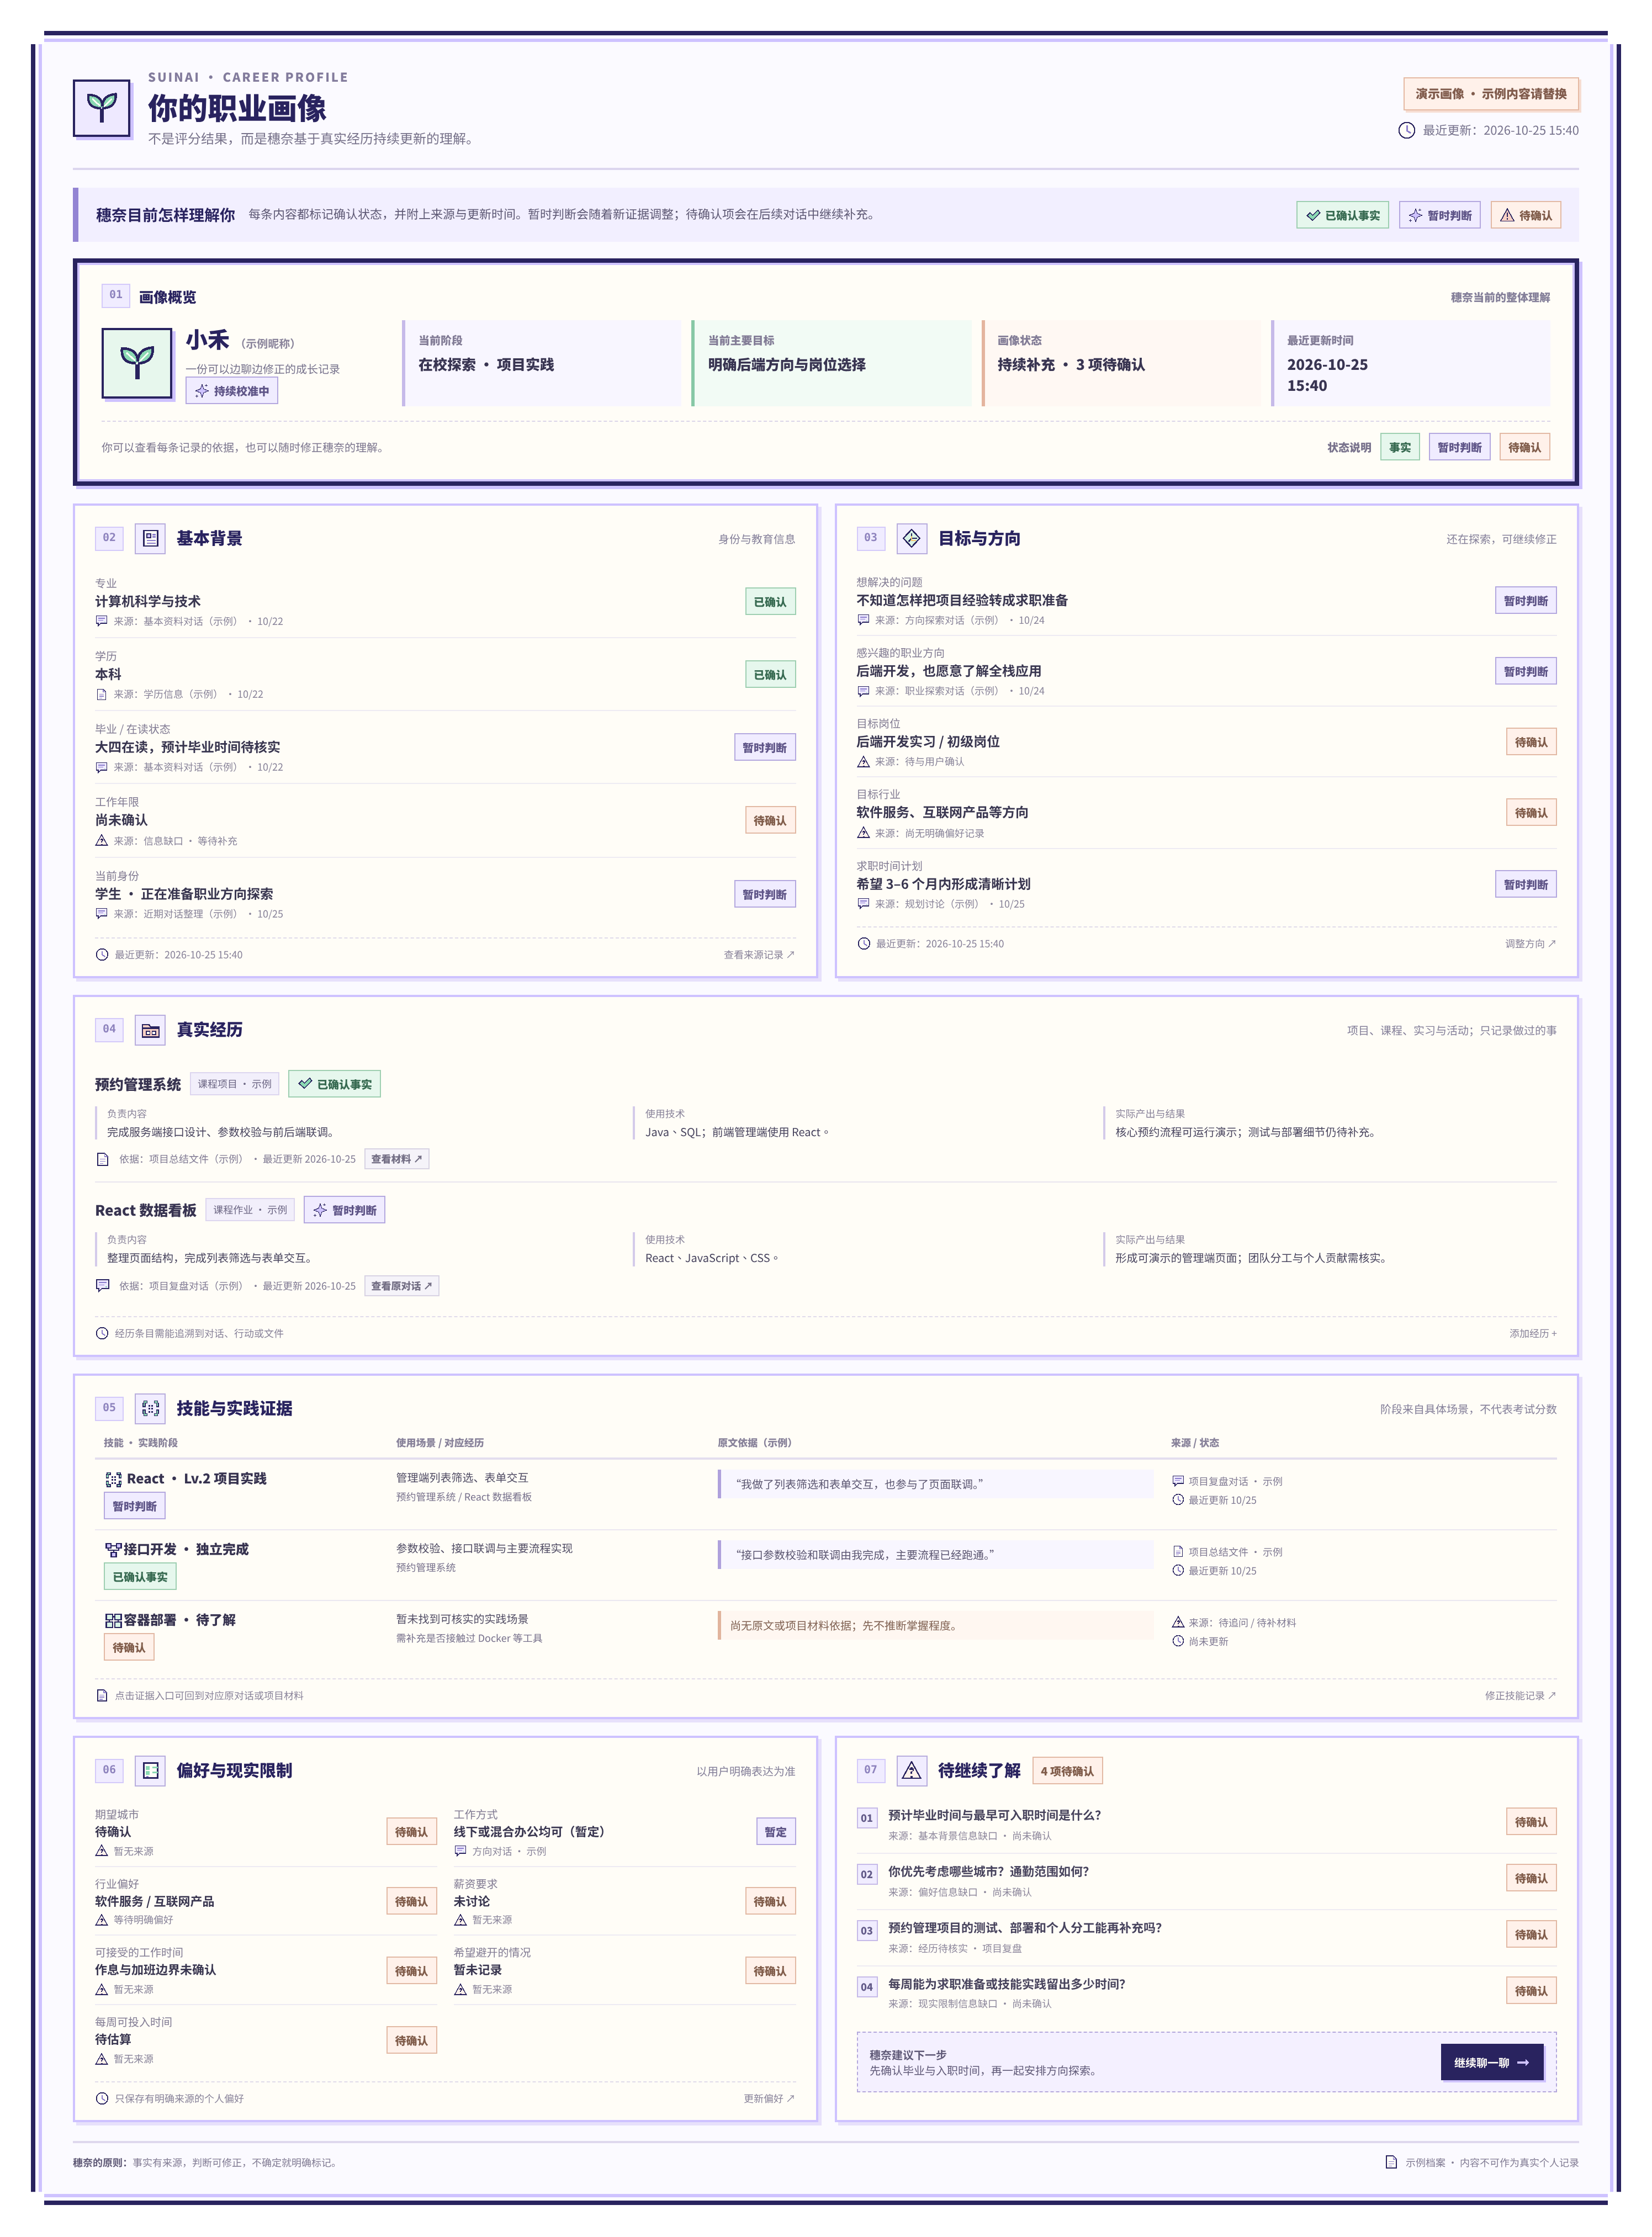 SUINAI • CAREER PROFILE
你的职业画像
不是评分结果，而是穗奈基于真实经历持续更新的理解。
演示画像 • 示例内容请替换
最近更新：2026-10-25 15:40
穗奈目前怎样理解你
每条内容都标记确认状态，并附上来源与更新时间。暂时判断会随着新证据调整；待确认项会在后续对话中继续补充。
已确认事实
暂时判断
待确认
01
画像概览
穗奈当前的整体理解
小禾 （示例昵称）
一份可以边聊边修正的成长记录
持续校准中
当前阶段
在校探索 • 项目实践
当前主要目标
明确后端方向与岗位选择
画像状态
持续补充 • 3 项待确认
最近更新时间
2026-10-25
15:40
你可以查看每条记录的依据，也可以随时修正穗奈的理解。
状态说明
事实
暂时判断
待确认
02
基本背景
身份与教育信息
专业
计算机科学与技术
来源：基本资料对话（示例） • 10/22
已确认
学历
本科
来源：学历信息（示例） • 10/22
已确认
毕业 / 在读状态
大四在读，预计毕业时间待核实
来源：基本资料对话（示例） • 10/22
暂时判断
工作年限
尚未确认
来源：信息缺口 • 等待补充
待确认
当前身份
学生 • 正在准备职业方向探索
来源：近期对话整理（示例） • 10/25
暂时判断
最近更新：2026-10-25 15:40
查看来源记录 ↗
03
目标与方向
还在探索，可继续修正
想解决的问题
不知道怎样把项目经验转成求职准备
来源：方向探索对话（示例） • 10/24
暂时判断
感兴趣的职业方向
后端开发，也愿意了解全栈应用
来源：职业探索对话（示例） • 10/24
暂时判断
目标岗位
后端开发实习 / 初级岗位
来源：待与用户确认
待确认
目标行业
软件服务、互联网产品等方向
来源：尚无明确偏好记录
待确认
求职时间计划
希望 3–6 个月内形成清晰计划
来源：规划讨论（示例） • 10/25
暂时判断
最近更新：2026-10-25 15:40
调整方向 ↗
04
真实经历
项目、课程、实习与活动；只记录做过的事
预约管理系统
课程项目 • 示例
已确认事实
负责内容
完成服务端接口设计、参数校验与前后端联调。
使用技术
Java、SQL；前端管理端使用 React。
实际产出与结果
核心预约流程可运行演示；测试与部署细节仍待补充。
依据：项目总结文件（示例） • 最近更新 2026-10-25
查看材料 ↗
React 数据看板
课程作业 • 示例
暂时判断
负责内容
整理页面结构，完成列表筛选与表单交互。
使用技术
React、JavaScript、CSS。
实际产出与结果
形成可演示的管理端页面；团队分工与个人贡献需核实。
依据：项目复盘对话（示例） • 最近更新 2026-10-25
查看原对话 ↗
经历条目需能追溯到对话、行动或文件
添加经历 +
05
技能与实践证据
阶段来自具体场景，不代表考试分数
技能 • 实践阶段
使用场景 / 对应经历
原文依据（示例）
来源 / 状态
React • Lv.2 项目实践
暂时判断
管理端列表筛选、表单交互
预约管理系统 / React 数据看板
“我做了列表筛选和表单交互，也参与了页面联调。”
项目复盘对话 • 示例
最近更新 10/25
接口开发 • 独立完成
已确认事实
参数校验、接口联调与主要流程实现
预约管理系统
“接口参数校验和联调由我完成，主要流程已经跑通。”
项目总结文件 • 示例
最近更新 10/25
容器部署 • 待了解
待确认
暂未找到可核实的实践场景
需补充是否接触过 Docker 等工具
尚无原文或项目材料依据；先不推断掌握程度。
来源：待追问 / 待补材料
尚未更新
点击证据入口可回到对应原对话或项目材料
修正技能记录 ↗
06
偏好与现实限制
以用户明确表达为准
期望城市
待确认
暂无来源
待确认
工作方式
线下或混合办公均可（暂定）
方向对话 • 示例
暂定
行业偏好
软件服务 / 互联网产品
等待明确偏好
待确认
薪资要求
未讨论
暂无来源
待确认
可接受的工作时间
作息与加班边界未确认
暂无来源
待确认
希望避开的情况
暂未记录
暂无来源
待确认
每周可投入时间
待估算
暂无来源
待确认
只保存有明确来源的个人偏好
更新偏好 ↗
07
待继续了解
4 项待确认
01
预计毕业时间与最早可入职时间是什么？
来源：基本背景信息缺口 • 尚未确认
待确认
02
你优先考虑哪些城市？通勤范围如何？
来源：偏好信息缺口 • 尚未确认
待确认
03
预约管理项目的测试、部署和个人分工能再补充吗？
来源：经历待核实 • 项目复盘
待确认
04
每周能为求职准备或技能实践留出多少时间？
来源：现实限制信息缺口 • 尚未确认
待确认
穗奈建议下一步
先确认毕业与入职时间，再一起安排方向探索。
继续聊一聊 →
穗奈的原则：事实有来源，判断可修正，不确定就明确标记。
示例档案 • 内容不可作为真实个人记录